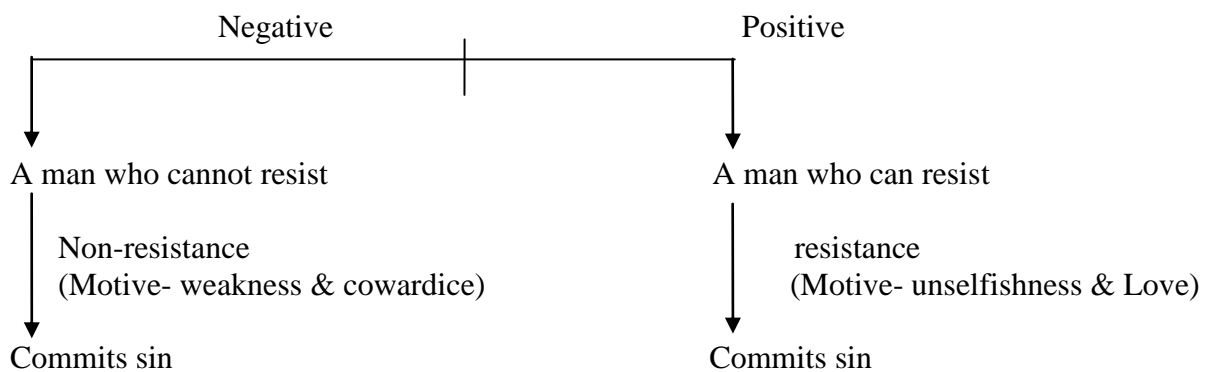 Negative Positive
A man who cannot resist A man who can resist
Non-resistance resistance
(Motive- weakness & cowardice) (Motive- unselfishness & Love)
Commits sin Commits sin